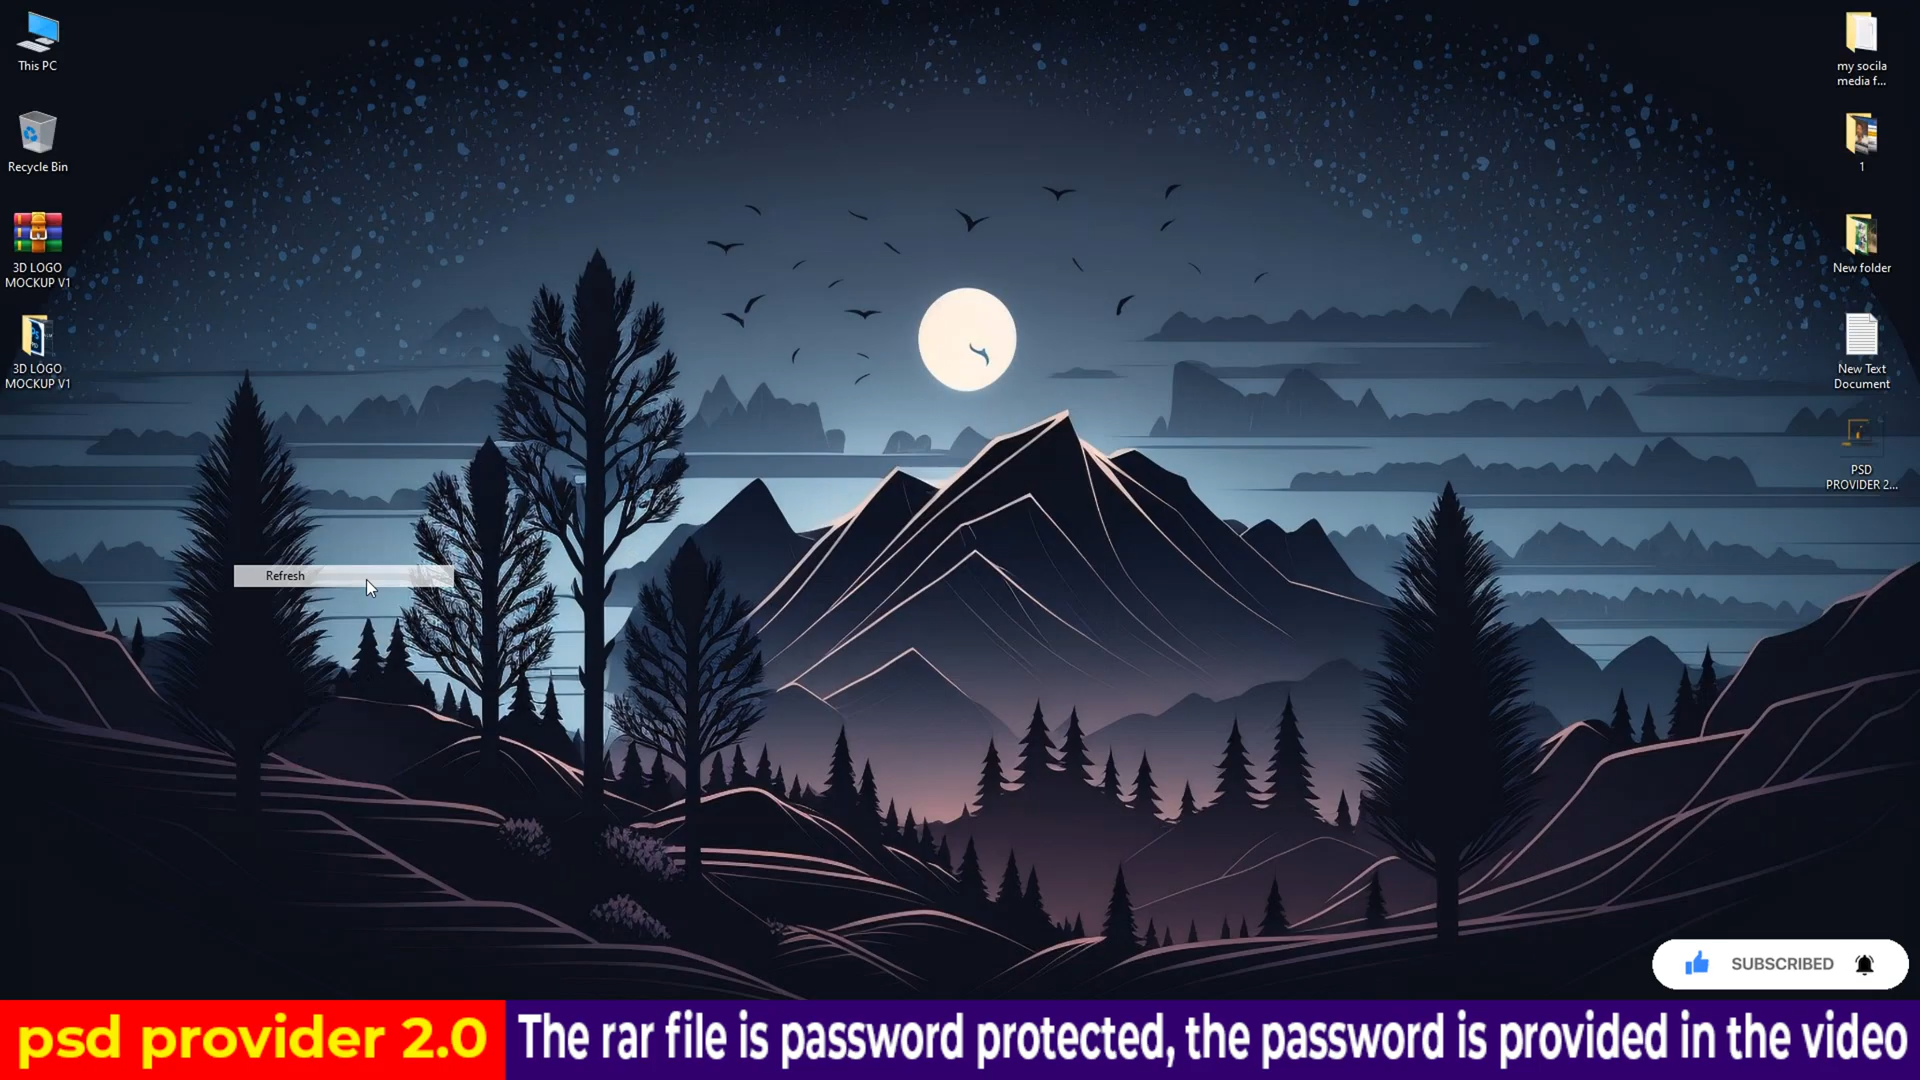 This PC
Recycle Bin
3D LOGO
MOCKUP V1
3D LOGO
MOCKUP V1
Refresh
my socila
media f...
1
New folder
New Text
Document
PSD
PROVIDER 2...
SUBSCRIBED
psd provider 2.0
The rar file is password protected, the password is provided in the video